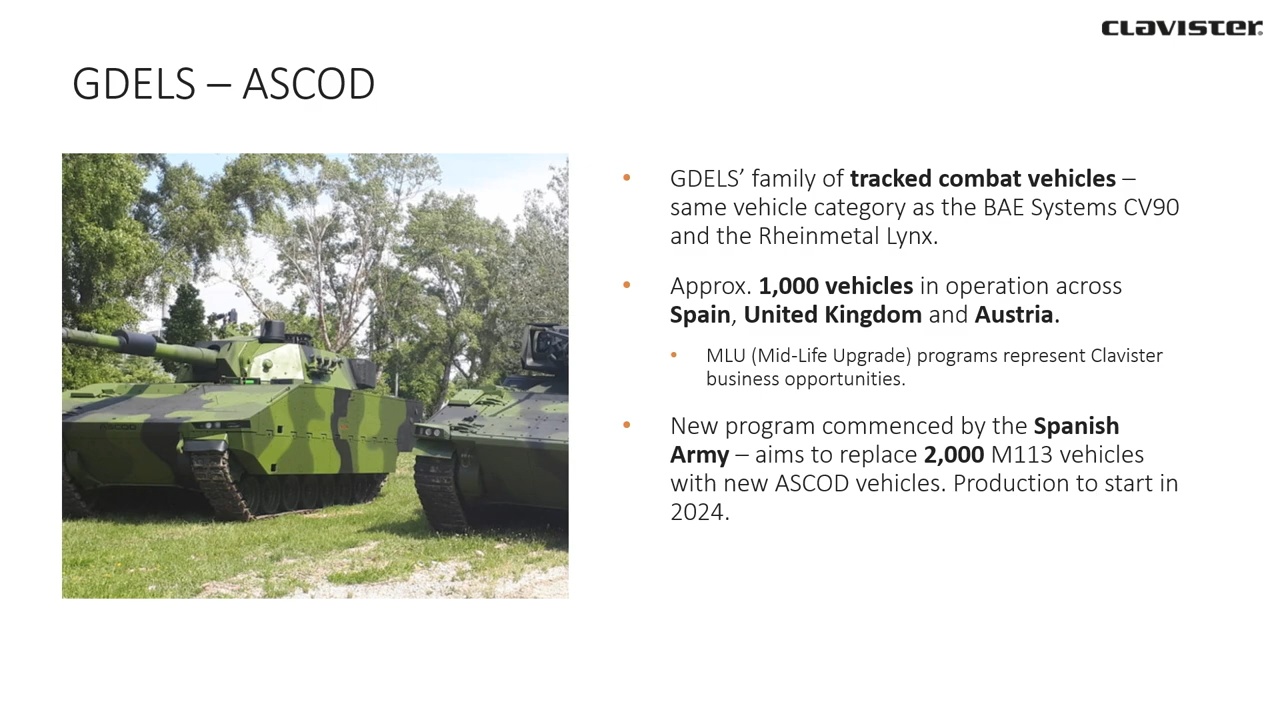 CLAVISTER
GDELS – ASCOD
• GDELS’ family of tracked combat vehicles –
same vehicle category as the BAE Systems CV90
and the Rheinmetal Lynx.
• Approx. 1,000 vehicles in operation across
Spain, United Kingdom and Austria.
• MLU (Mid-Life Upgrade) programs represent Clavister
business opportunities.
• New program commenced by the Spanish
Army – aims to replace 2,000 M113 vehicles
with new ASCOD vehicles. Production to start in
2024.
ASCOD